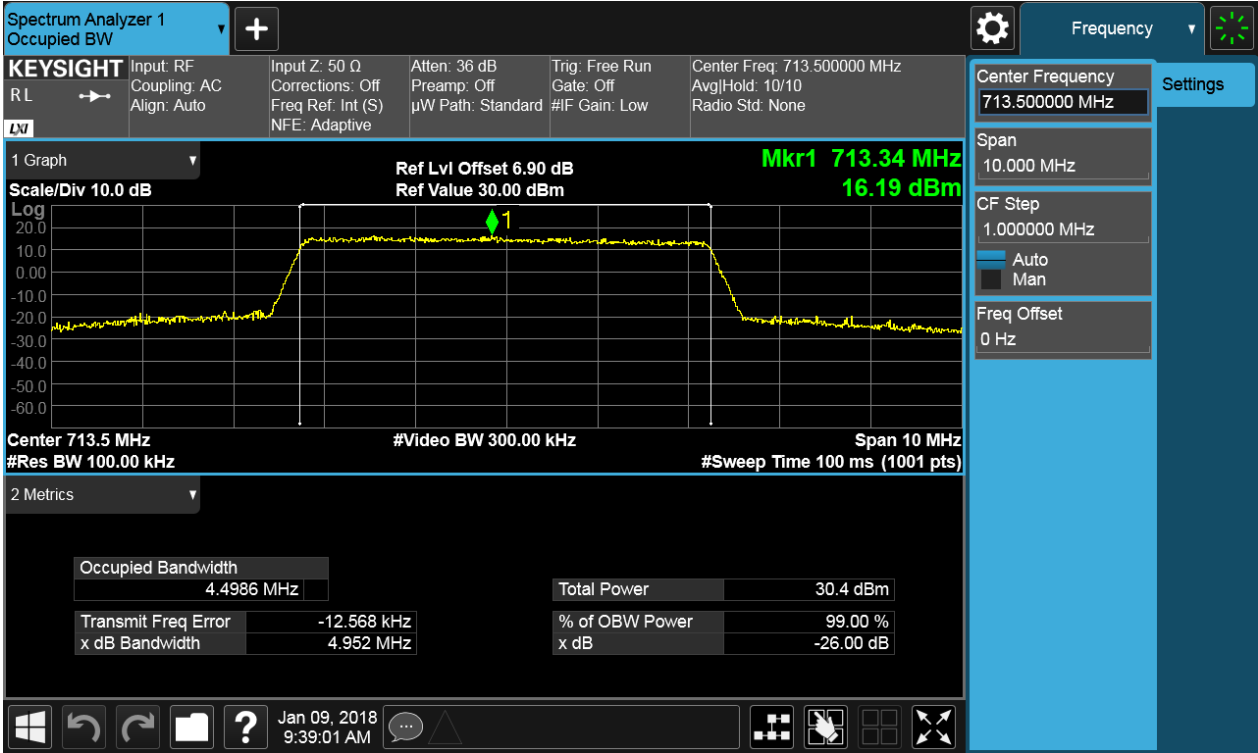 Spectrum Analyzer 1
Occupied BW
Frequency
KEYSIGHT
R L
LXI
Input: RF
Coupling: AC
Align: Auto
Input Z: 50 Ω
Corrections: Off
Freq Ref: Int (S)
NFE: Adaptive
Atten: 36 dB
Preamp: Off
µW Path: Standard
Trig: Free Run
Gate: Off
#IF Gain: Low
Center Freq: 713.500000 MHz
Avg|Hold: 10/10
Radio Std: None
Center Frequency
713.500000 MHz
Settings
Span
10.000 MHz
CF Step
1.000000 MHz
Auto
Man
Freq Offset
0 Hz
1 Graph
Scale/Div 10.0 dB
Ref Lvl Offset 6.90 dB
Ref Value 30.00 dBm
Mkr1 713.34 MHz
16.19 dBm
Log
1
20.0
10.0
0.00
-10.0
-20.0
-30.0
-40.0
-50.0
-60.0
Center 713.5 MHz
#Video BW 300.00 kHz
Span 10 MHz
#Res BW 100.00 kHz
#Sweep Time 100 ms (1001 pts)
2 Metrics
Occupied Bandwidth
4.4986 MHz
Total Power 30.4 dBm
Transmit Freq Error -12.568 kHz
% of OBW Power 99.00 %
x dB Bandwidth 4.952 MHz
x dB -26.00 dB
?
Jan 09, 2018
9:39:01 AM